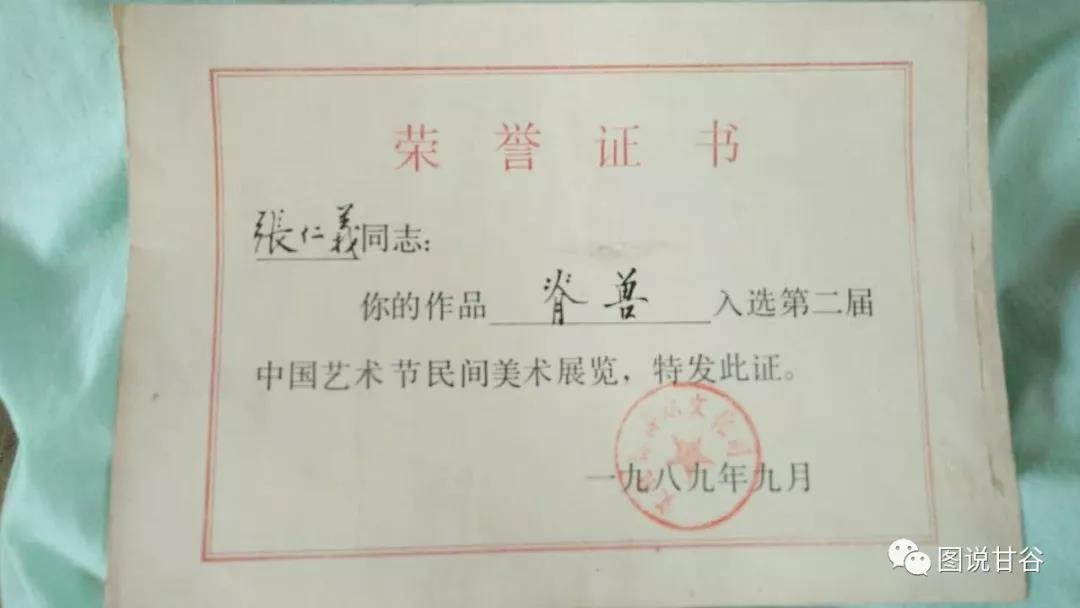 荣誉证书
張仁義同志:
你的作品 脊兽 入选第二届
中国艺术节民间美术展览,特发此证。
一九八九年九月
图说甘谷